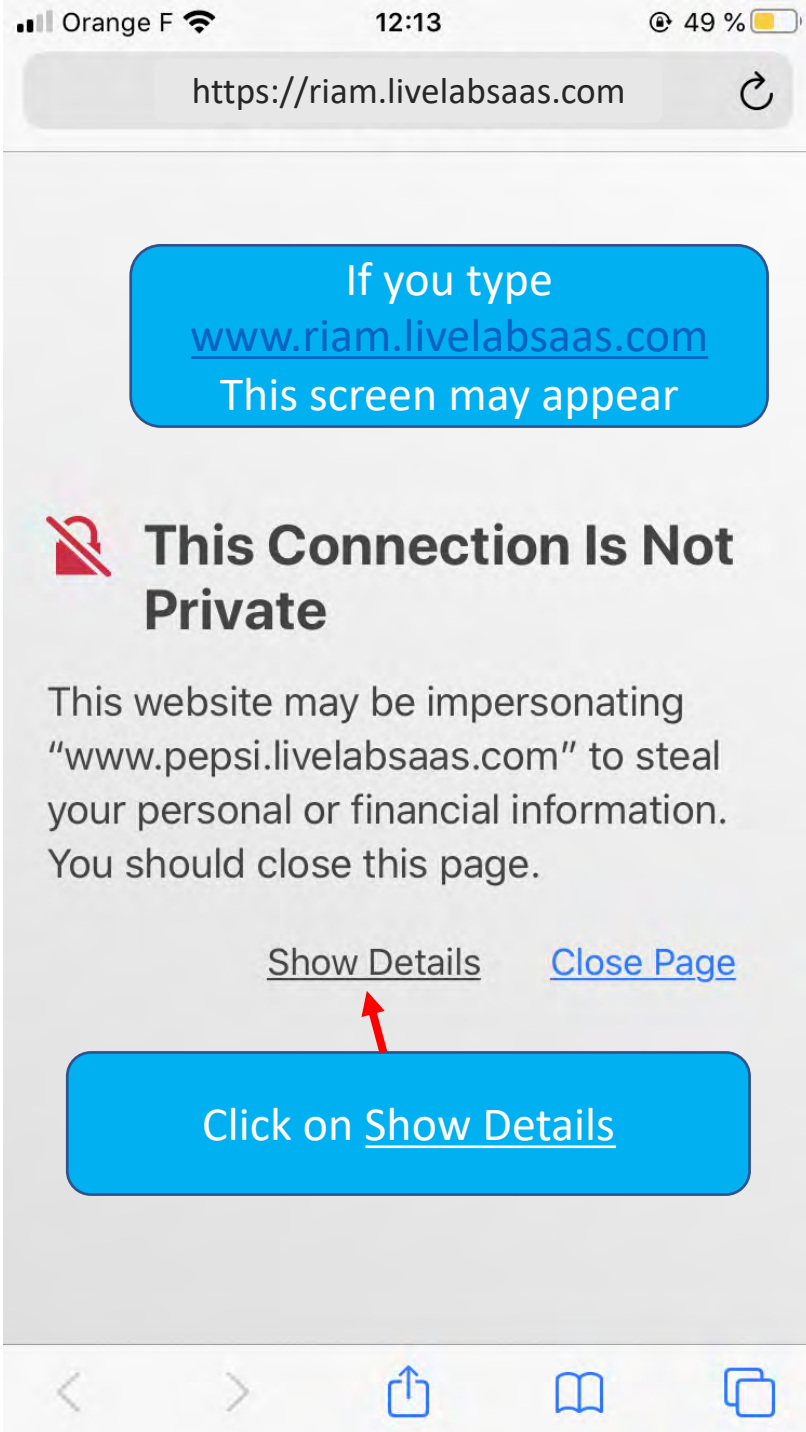 Orange F 12:13 49 %
https://riam.livelabsaas.com
If you type
www.riam.livelabsaas.com
This screen may appear
This Connection Is Not
Private
This website may be impersonating
"www.pepsi.livelabsaas.com" to steal
your personal or financial information.
You should close this page.
Show Details Close Page
Click on Show Details